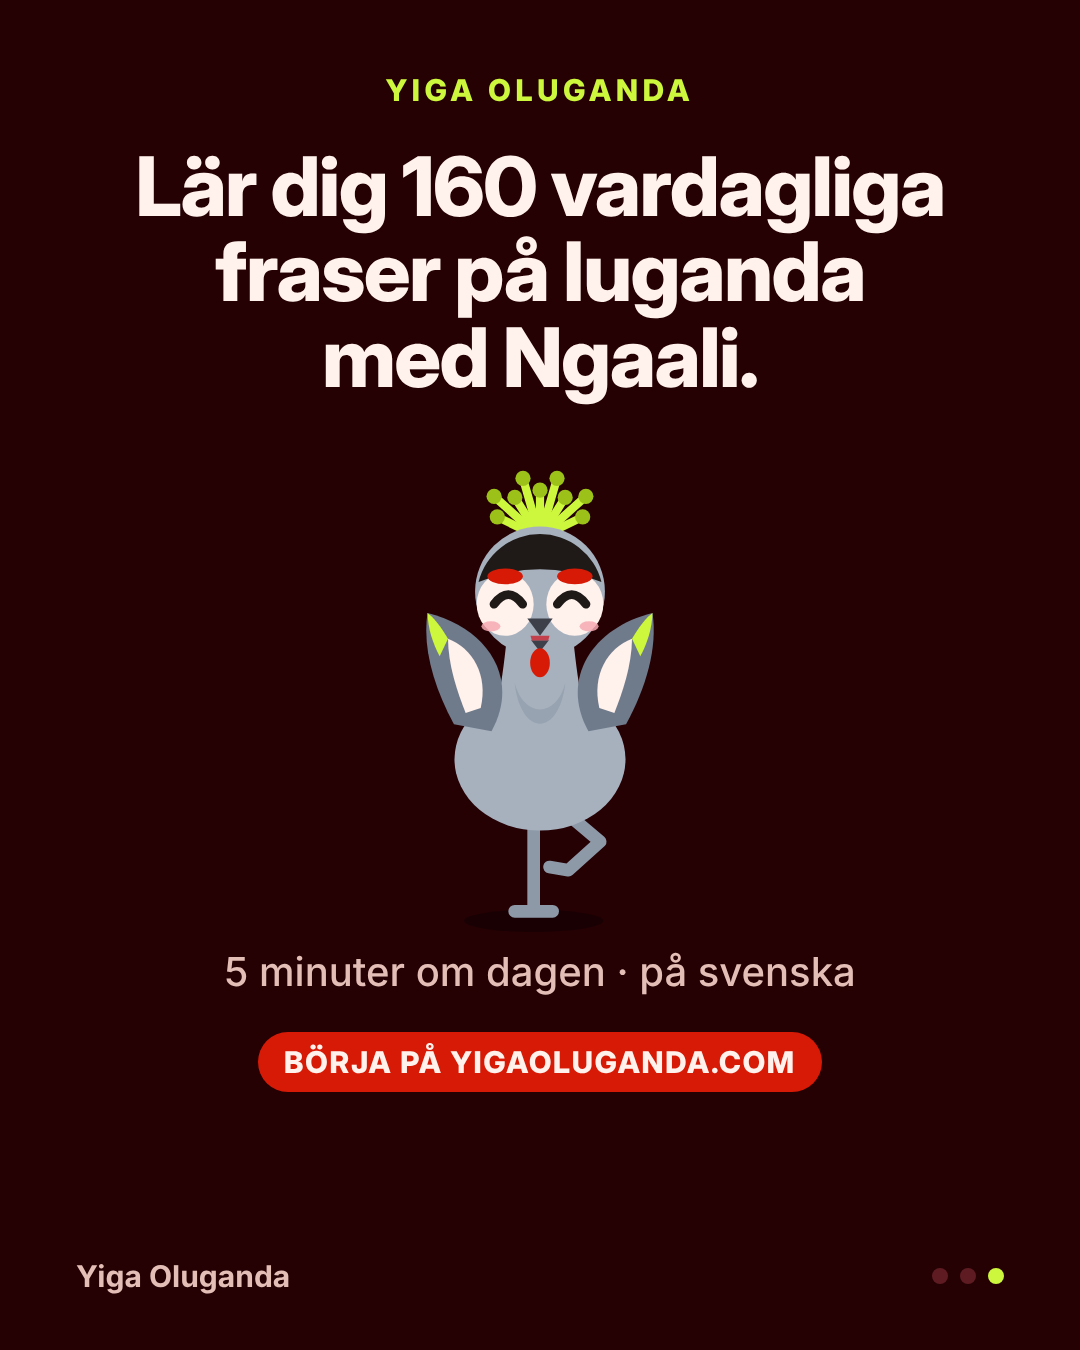 YIGA OLUGANDA
Lär dig 160 vardagliga
fraser på luganda
med Ngaali.
5 minuter om dagen · på svenska
BÖRJA PÅ YIGAOLUGANDA.COM
Yiga Oluganda